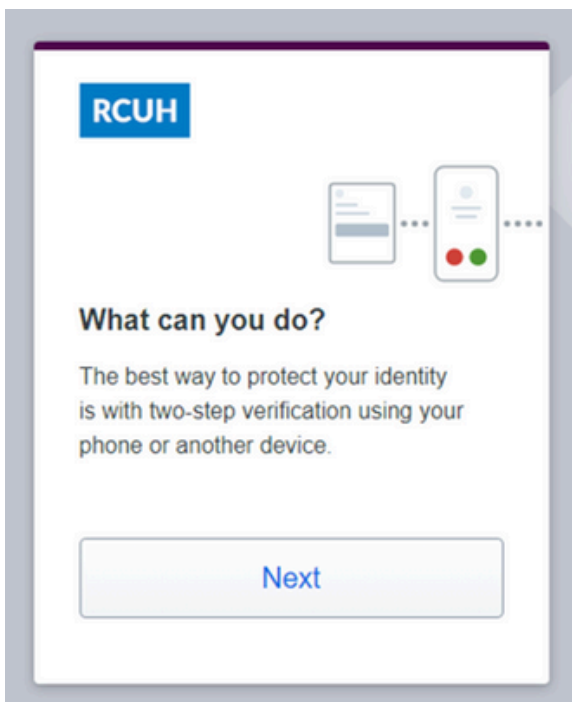 RCUH
What can you do?
The best way to protect your identity
is with two-step verification using your
phone or another device.
Next